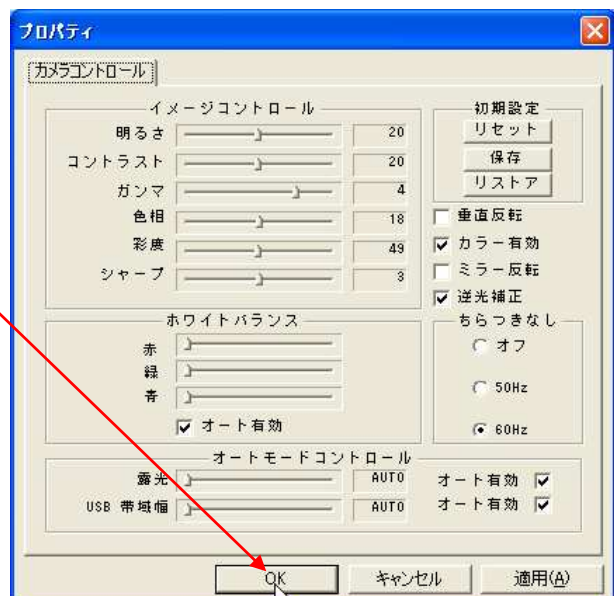 プロパティ
カメラコントロール
イメージコントロール
明るさ 20
コントラスト 20
ガンマ 4
色相 18
彩度 49
シャープ 3
初期設定
リセット
保存
リストア
垂直反転
カラー有効
ミラー反転
逆光補正
ホワイトバランス
赤
緑
青
オート有効
ちらつきなし
オフ
50Hz
60Hz
オートモードコントロール
露光 AUTO オート有効
USB 帯域幅 AUTO オート有効
OK キャンセル 適用(A)